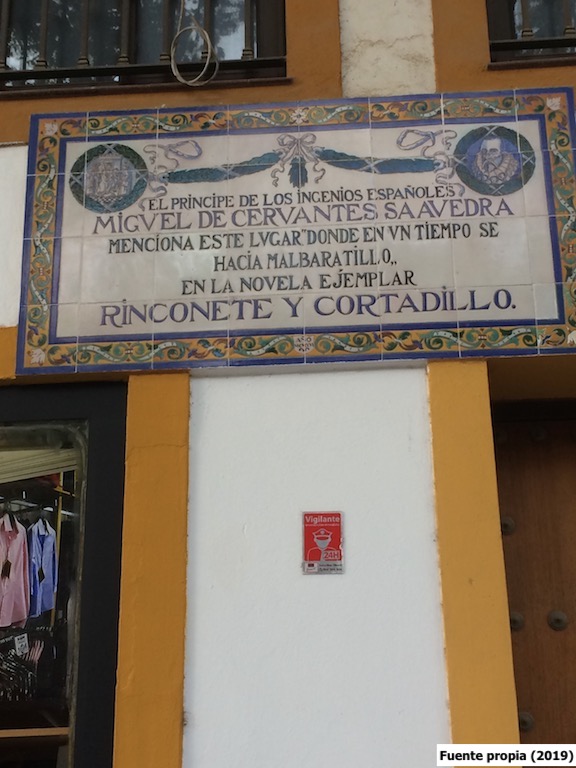 EL PRÍNCIPE DE LOS INGENIOS ESPAÑOLES
MIGVEL DE CERVANTES SAAVEDRA
MENCIONA ESTE LVGAR "DONDE EN VN TIEMPO SE
HACÍA MALBARATILLO,,
EN LA NOVELA EJEMPLAR
RINCONETE Y CORTADILLO.
Vigilante
24H
Fuente propia (2019)